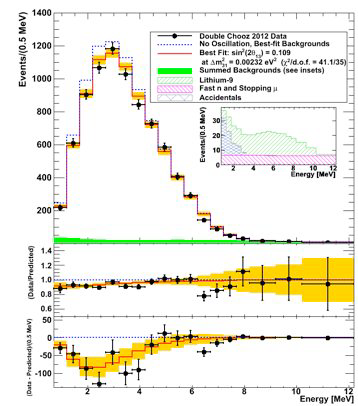 Events/(0.5 MeV)
1400
1200
1000
800
600
400
200
Double Chooz 2012 Data
No Oscillation, Best-fit Backgrounds
Best Fit: sin²(2θ₁₃) = 0.109
at Δm²₃₁ = 0.00232 eV² (χ²/d.o.f. = 41.1/35)
Summed Backgrounds (see insets)
Lithium-9
Fast n and Stopping μ
Accidentals
Events/(0.5 MeV)
30
20
10
2 4 6 8 10 12
Energy [MeV]
(Data/Predicted)
1.4
1.2
1.0
0.8
0.6
(Data - Predicted)/(0.5 MeV)
50
0
-50
-100
2 4 6 8 10 12
Energy [MeV]